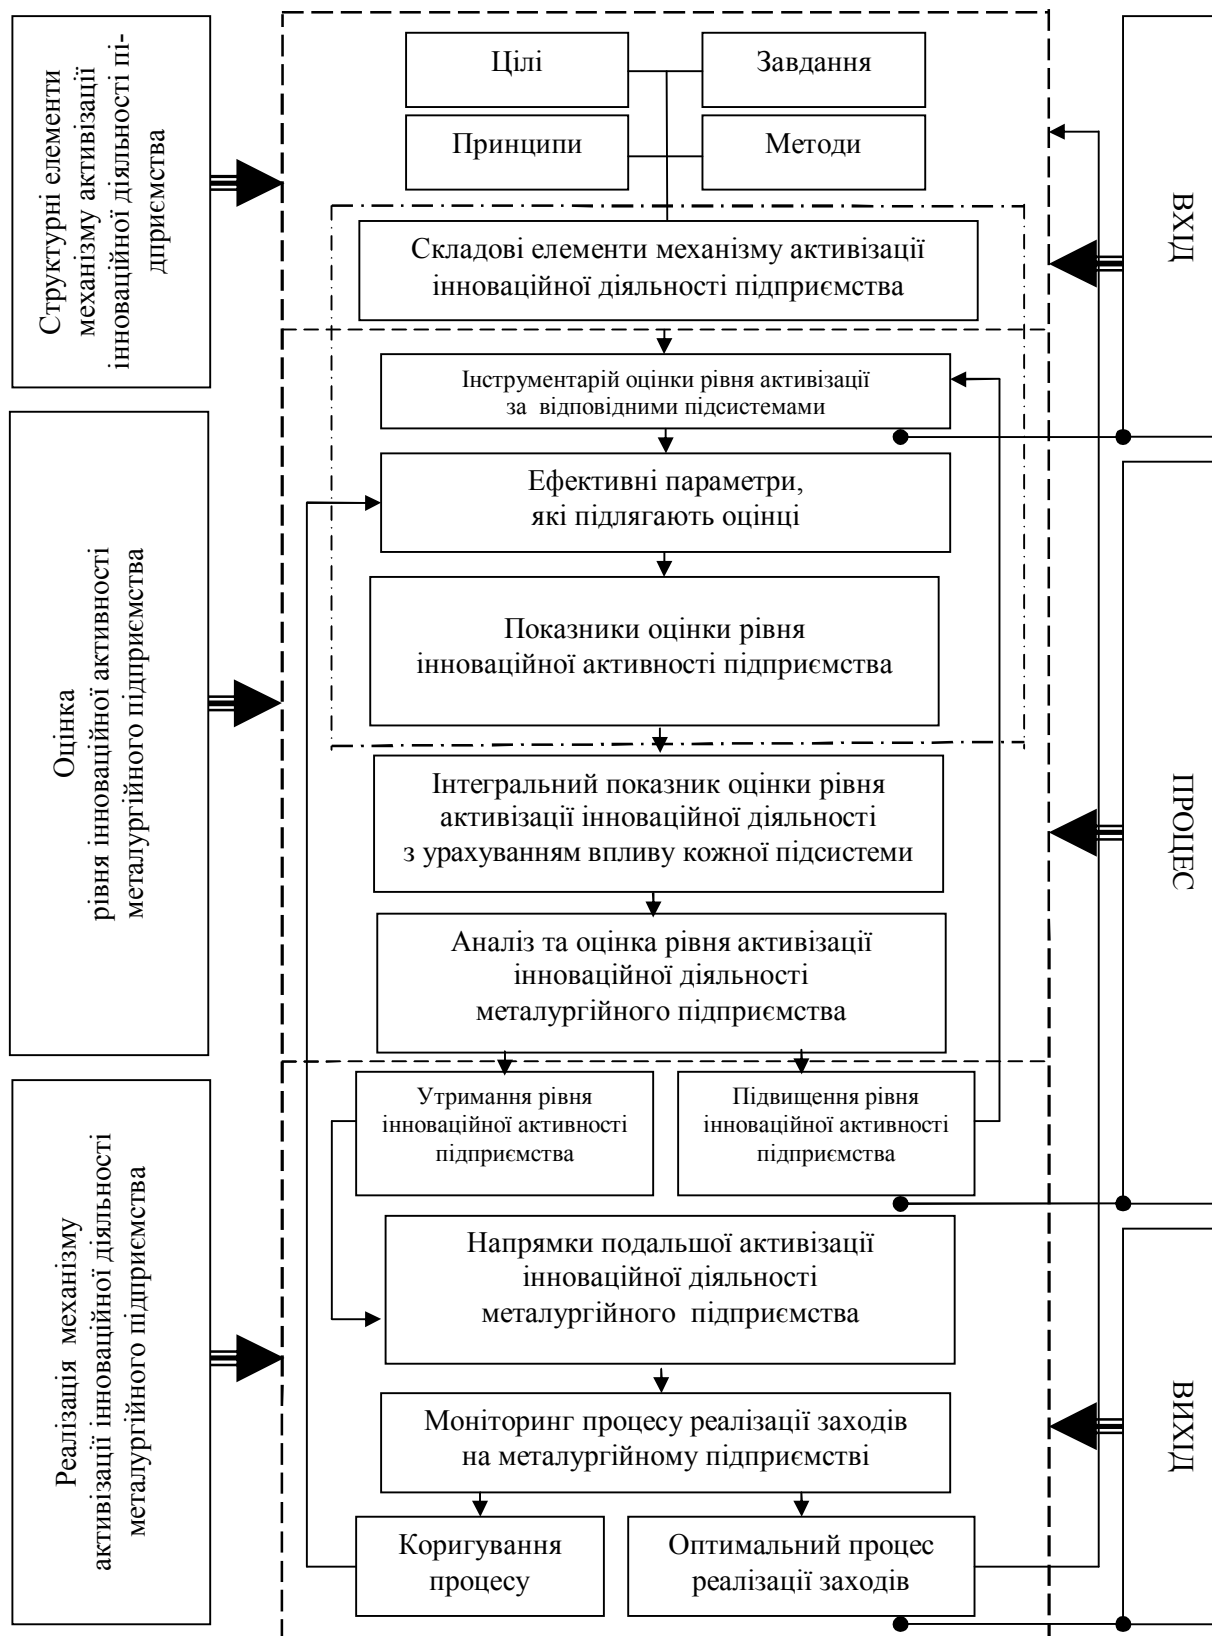 Структурні елементи
механізму активізації
інноваційної діяльності пі-
дприємства
Оцінка
рівня інноваційної активності
металургійного підприємства
Реалізація механізму
активізації інноваційної діяльності
металургійного підприємства
Цілі
Завдання
Принципи
Методи
Складові елементи механізму активізації
інноваційної діяльності підприємства
Інструментарій оцінки рівня активізації
за відповідними підсистемами
Ефективні параметри,
які підлягають оцінці
Показники оцінки рівня
інноваційної активності підприємства
Інтегральний показник оцінки рівня
активізації інноваційної діяльності
з урахуванням впливу кожної підсистеми
Аналіз та оцінка рівня активізації
інноваційної діяльності
металургійного підприємства
Утримання рівня
інноваційної активності
підприємства
Підвищення рівня
інноваційної активності
підприємства
Напрямки подальшої активізації
інноваційної діяльності
металургійного підприємства
Моніторинг процесу реалізації заходів
на металургійному підприємстві
Коригування
процесу
Оптимальний процес
реалізації заходів
ВХІД
ПРОЦЕС
ВИХІД